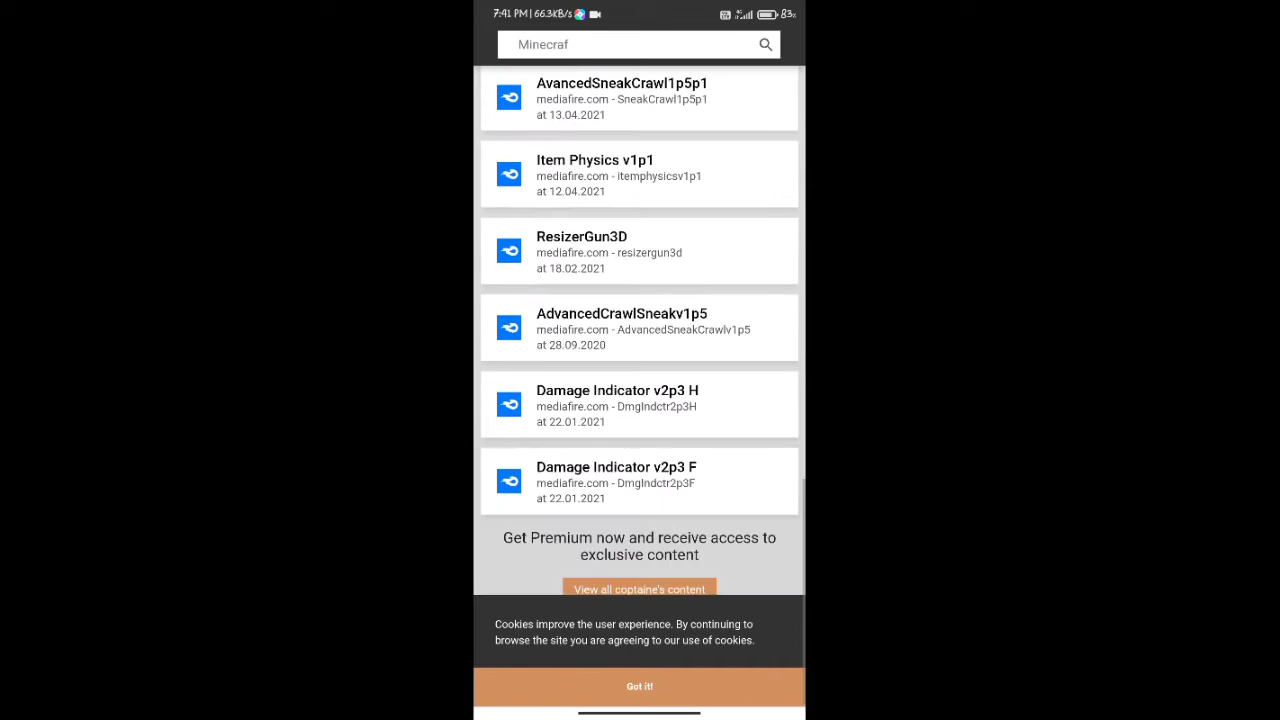 7:41 PM | 66.3KB/s 83%
Minecraf
AvancedSneakCrawl1p5p1
mediafire.com - SneakCrawl1p5p1
at 13.04.2021
Item Physics v1p1
mediafire.com - itemphysicsv1p1
at 12.04.2021
ResizerGun3D
mediafire.com - resizergun3d
at 18.02.2021
AdvancedCrawlSneakv1p5
mediafire.com - AdvancedSneakCrawlv1p5
at 28.09.2020
Damage Indicator v2p3 H
mediafire.com - DmgIndctr2p3H
at 22.01.2021
Damage Indicator v2p3 F
mediafire.com - DmgIndctr2p3F
at 22.01.2021
Get Premium now and receive access to
exclusive content
View all coptaine's content
Cookies improve the user experience. By continuing to
browse the site you are agreeing to our use of cookies.
Got it!